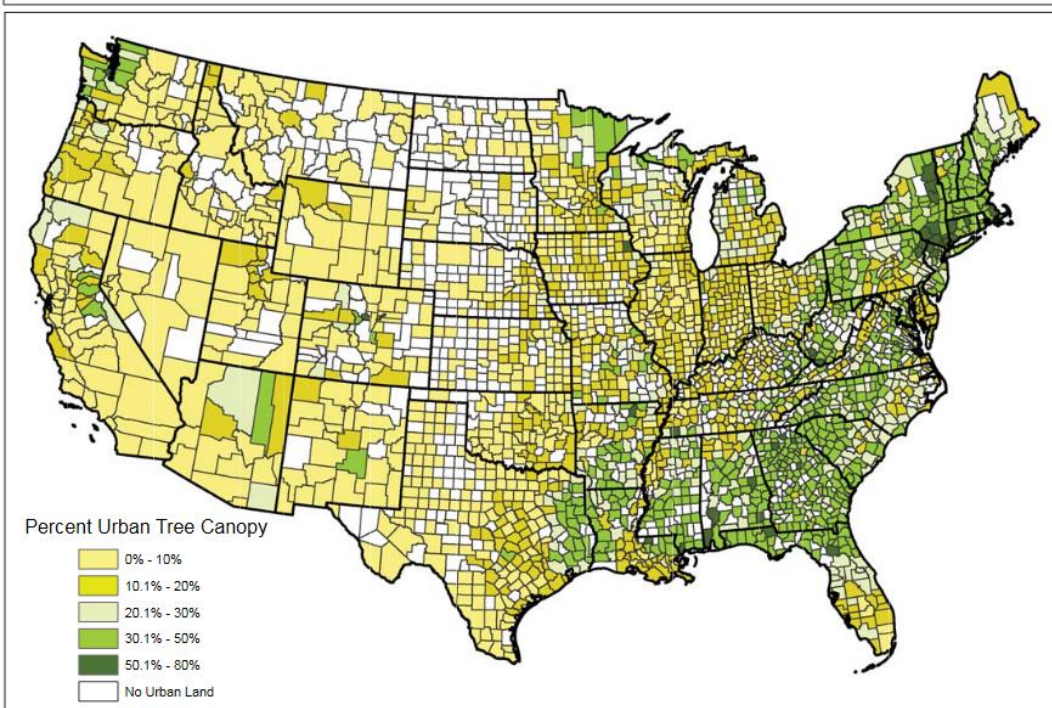 Percent Urban Tree Canopy
0% - 10%
10.1% - 20%
20.1% - 30%
30.1% - 50%
50.1% - 80%
No Urban Land